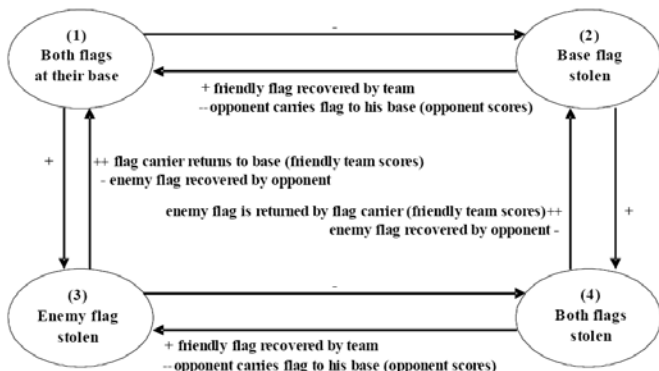 (1)
Both flags
at their base
-
(2)
Base flag
stolen
+ friendly flag recovered by team
-- opponent carries flag to his base (opponent scores)
+
++ flag carrier returns to base (friendly team scores)
- enemy flag recovered by opponent
enemy flag is returned by flag carrier (friendly team scores)++
enemy flag recovered by opponent -
+
(3)
Enemy flag
stolen
-
(4)
Both flags
stolen
+ friendly flag recovered by team
-- opponent carries flag to his base (opponent scores)